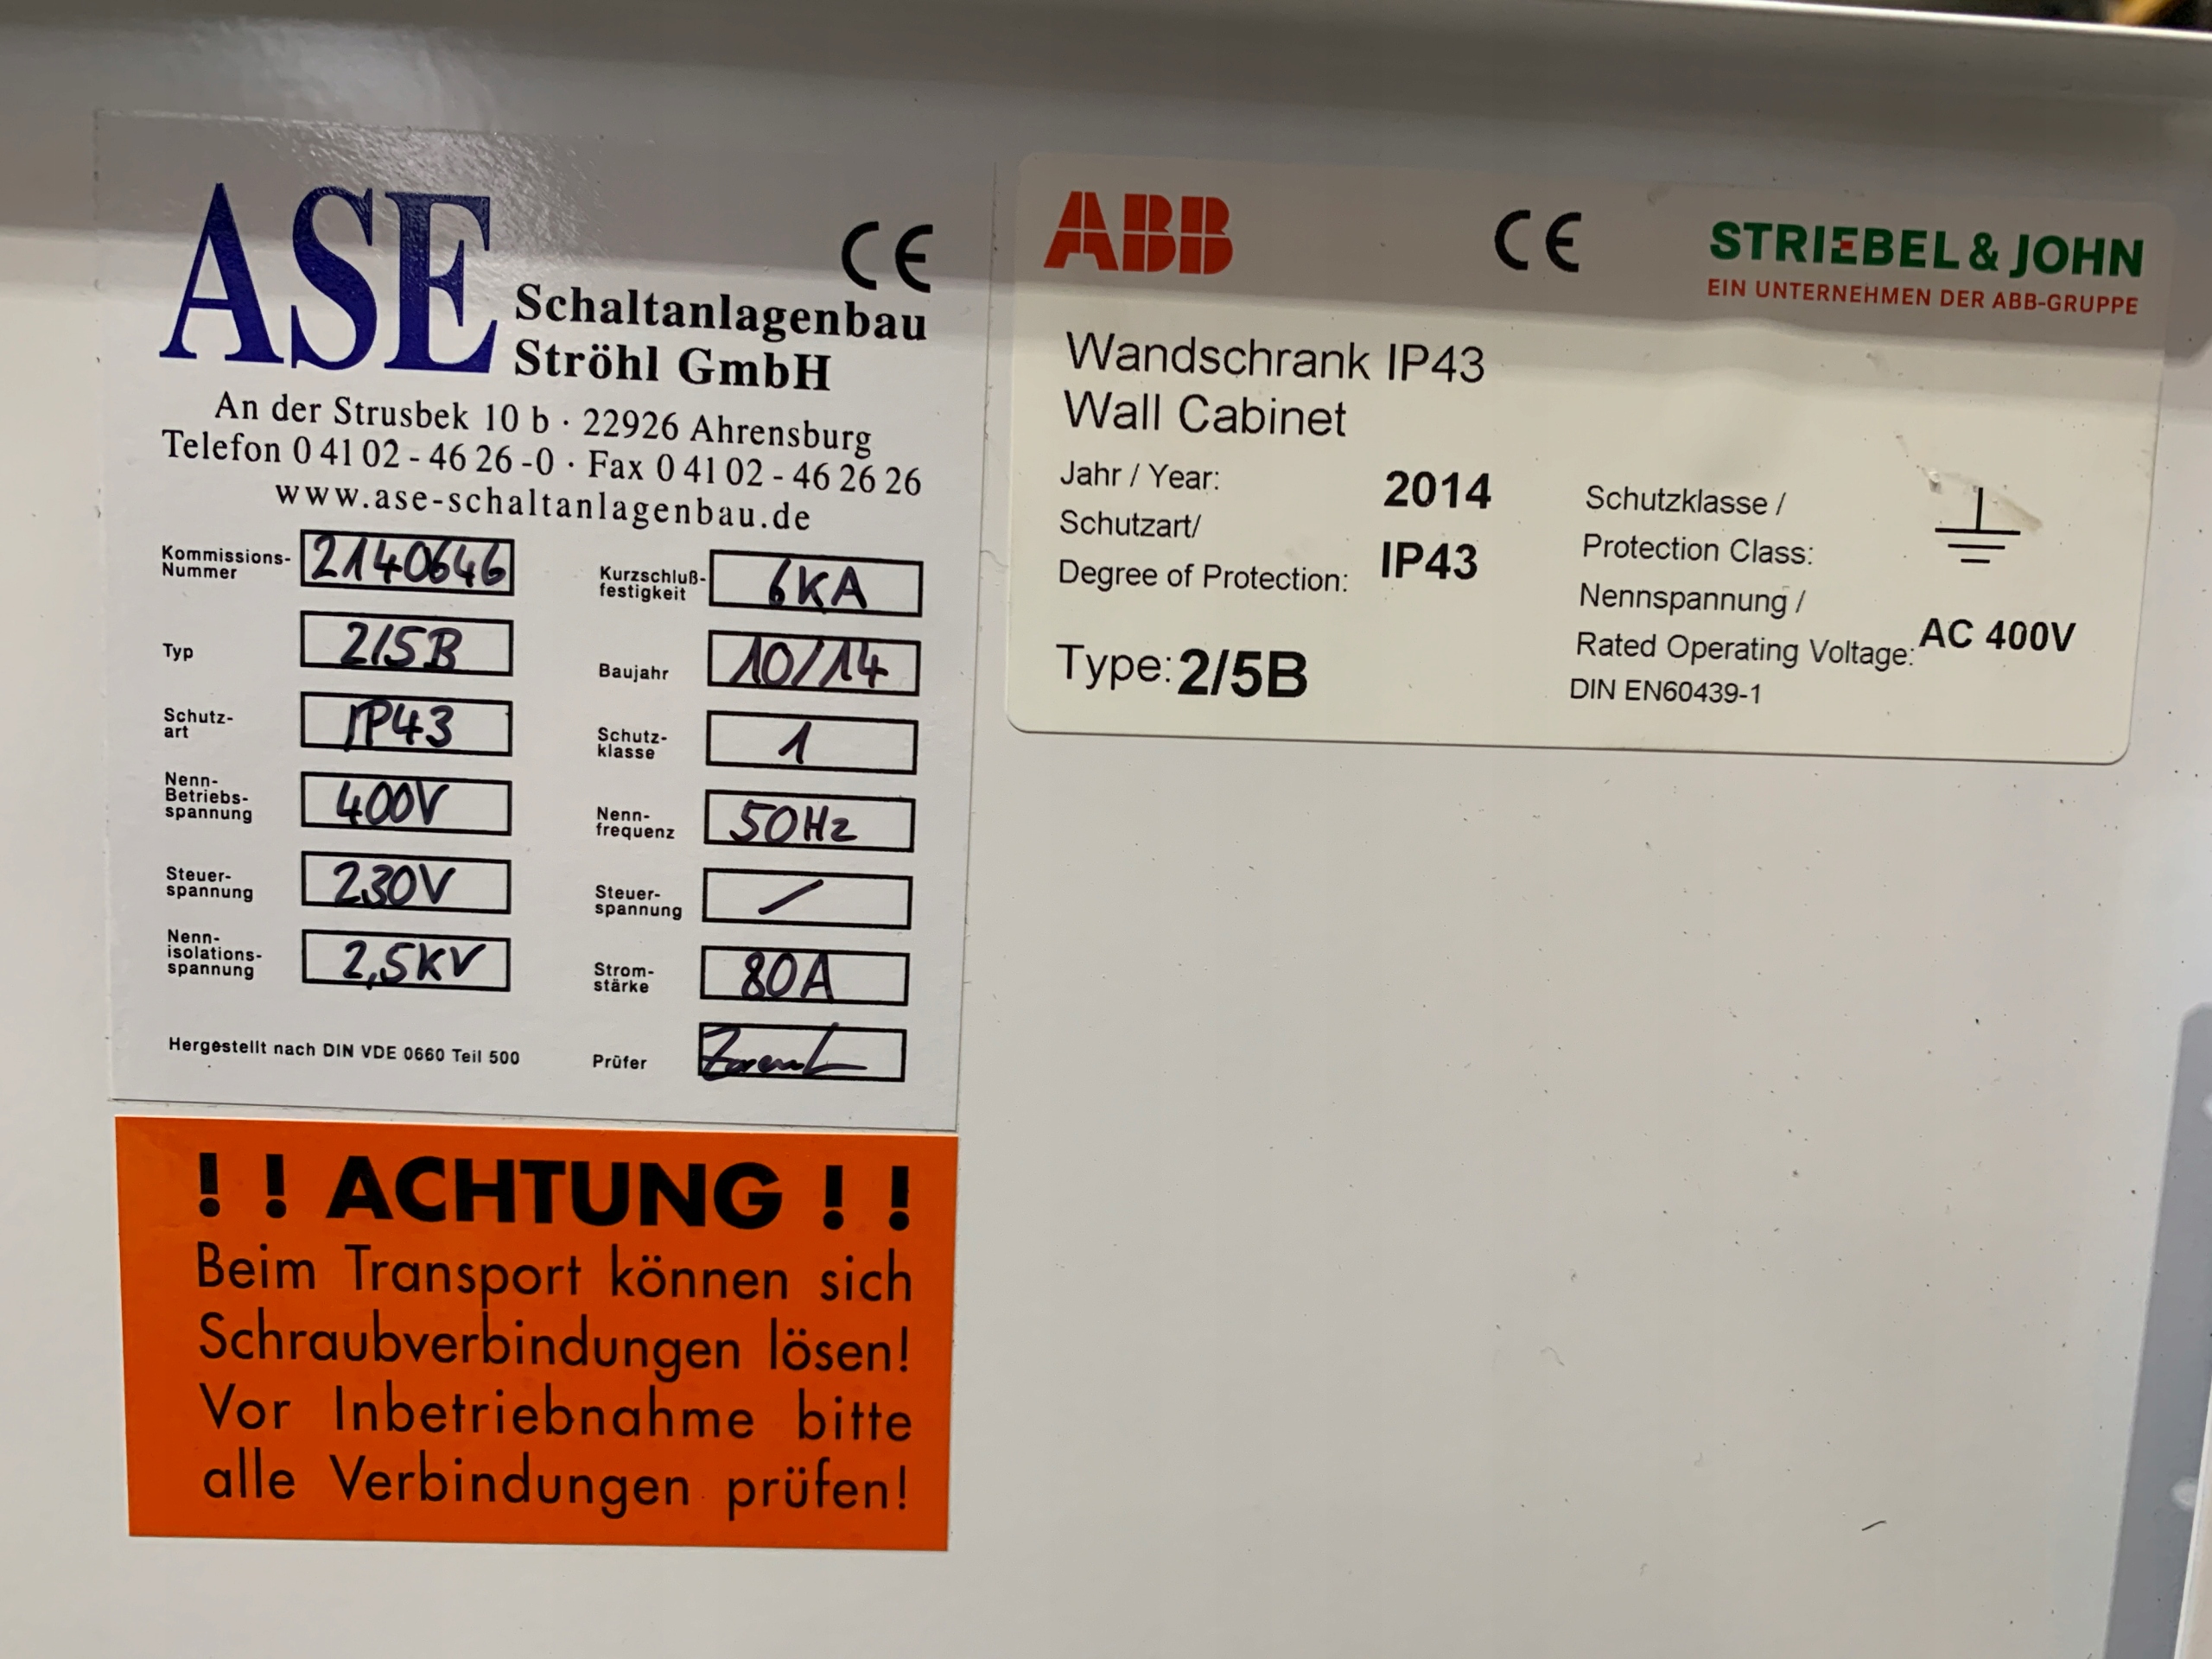 ASE
CE
Schaltanlagenbau
Ströhl GmbH
An der Strusbek 10 b · 22926 Ahrensburg
Telefon 0 41 02 - 46 26 -0 · Fax 0 41 02 - 46 26 26
www.ase-schaltanlagenbau.de
Kommissions-
Nummer
2140646
Kurzschluß-
festigkeit
6KA
Typ
2/5B
Baujahr
10/14
Schutz-
art
IP43
Schutz-
klasse
1
Nenn-
Betriebs-
spannung
400V
Nenn-
frequenz
50Hz
Steuer-
spannung
230V
Steuer-
spannung
/
Nenn-
isolations-
spannung
2,5KV
Strom-
stärke
80A
Hergestellt nach DIN VDE 0660 Teil 500
Prüfer
! ! ACHTUNG ! !
Beim Transport können sich
Schraubverbindungen lösen!
Vor Inbetriebnahme bitte
alle Verbindungen prüfen!
ABB
CE
STRIEBEL & JOHN
EIN UNTERNEHMEN DER ABB-GRUPPE
Wandschrank IP43
Wall Cabinet
Jahr / Year: 2014
Schutzart/
Degree of Protection: IP43
Type: 2/5B
Schutzklasse /
Protection Class:
Nennspannung /
Rated Operating Voltage: AC 400V
DIN EN60439-1